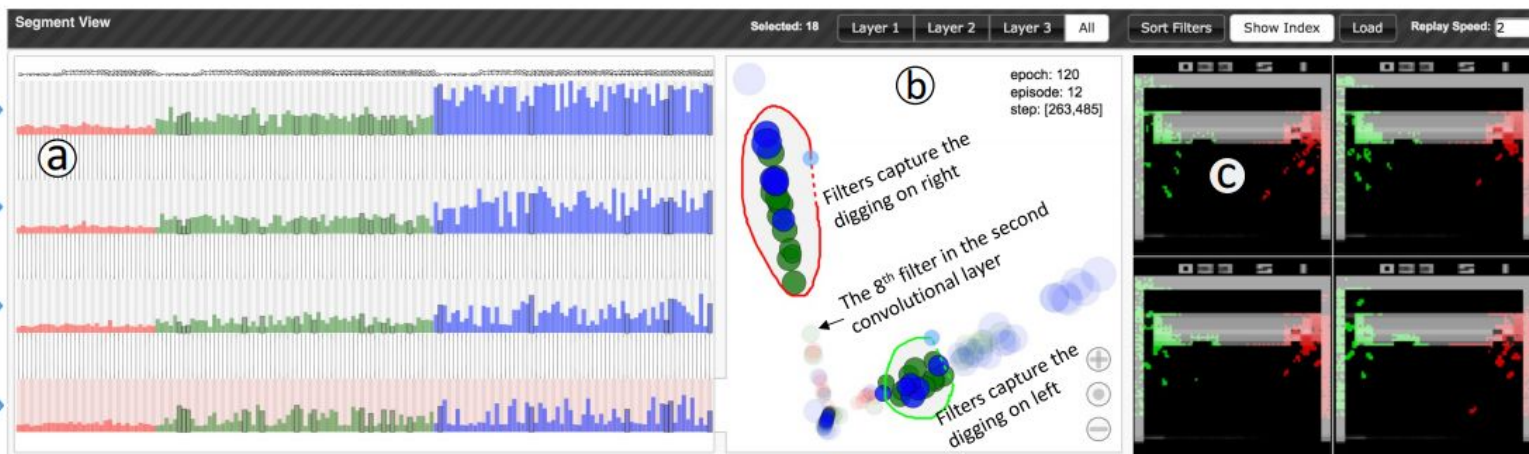 Segment View
Selected: 18
Layer 1
Layer 2
Layer 3
All
Sort Filters
Show Index
Load
Replay Speed:
2
a
b
epoch: 120
episode: 12
step: [263,485]
Filters capture the
digging on right
The 8th filter in the second
convolutional layer
Filters capture the
digging on left
c